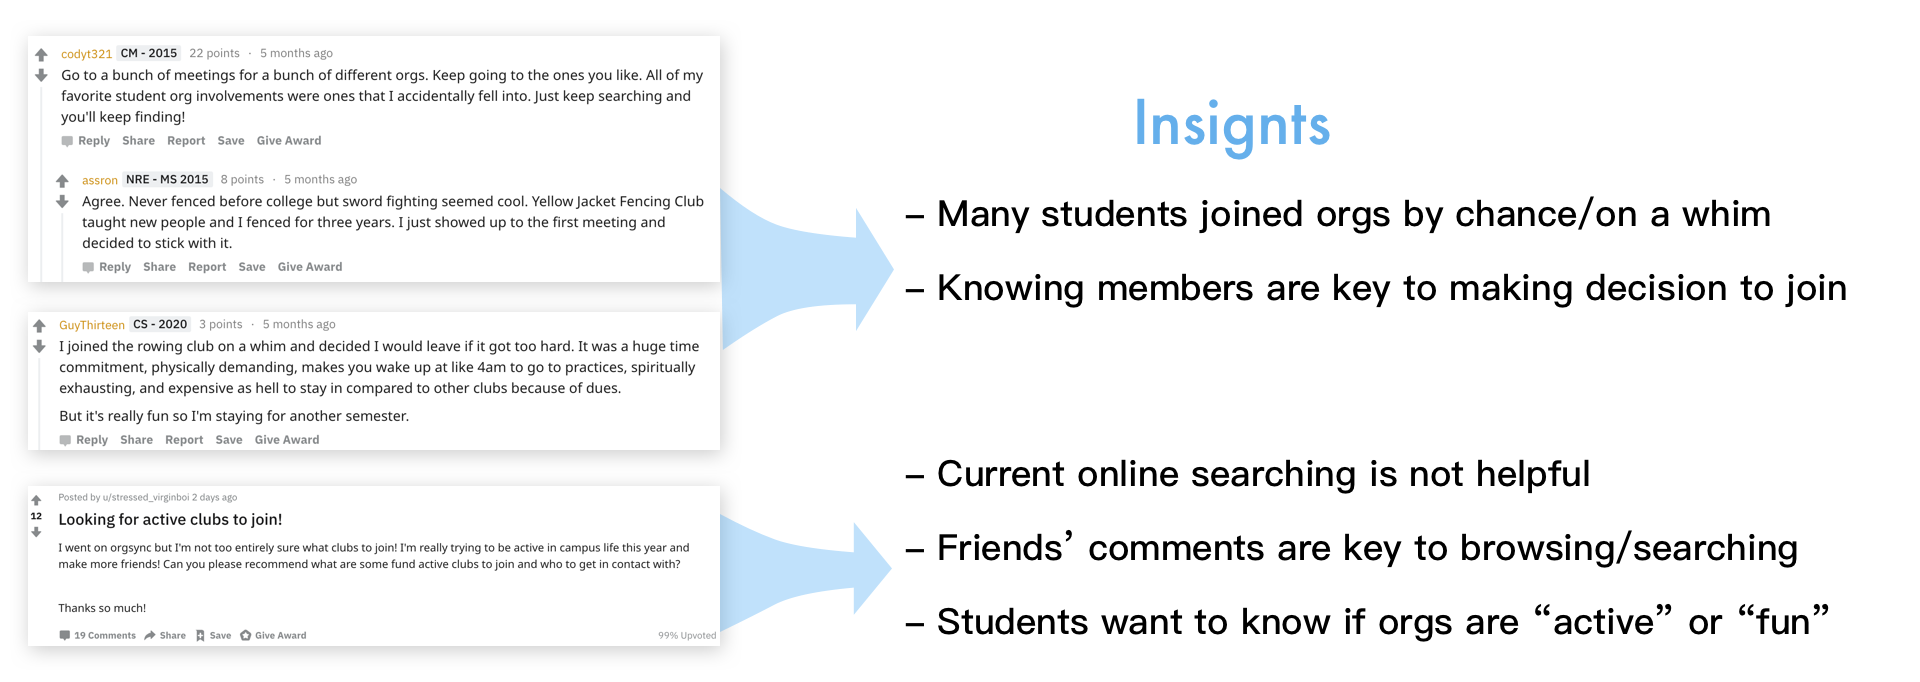 codyt321 CM - 2015 22 points · 5 months ago
Go to a bunch of meetings for a bunch of different orgs. Keep going to the ones you like. All of my
favorite student org involvements were ones that I accidentally fell into. Just keep searching and
you'll keep finding!
Reply Share Report Save Give Award
assron NRE - MS 2015 8 points · 5 months ago
Agree. Never fenced before college but sword fighting seemed cool. Yellow Jacket Fencing Club
taught new people and I fenced for three years. I just showed up to the first meeting and
decided to stick with it.
Reply Share Report Save Give Award
GuyThirteen CS - 2020 3 points · 5 months ago
I joined the rowing club on a whim and decided I would leave if it got too hard. It was a huge time
commitment, physically demanding, makes you wake up at like 4am to go to practices, spiritually
exhausting, and expensive as hell to stay in compared to other clubs because of dues.
But it's really fun so I'm staying for another semester.
Reply Share Report Save Give Award
Posted by u/stressed_virginboi 2 days ago
12
Looking for active clubs to join!
I went on orgsync but I'm not too entirely sure what clubs to join! I'm really trying to be active in campus life this year and
make more friends! Can you please recommend what are some fund active clubs to join and who to get in contact with?
Thanks so much!
19 Comments Share Save Give Award 99% Upvoted
Insignts
– Many students joined orgs by chance/on a whim
– Knowing members are key to making decision to join
– Current online searching is not helpful
– Friends’ comments are key to browsing/searching
– Students want to know if orgs are “active” or “fun”